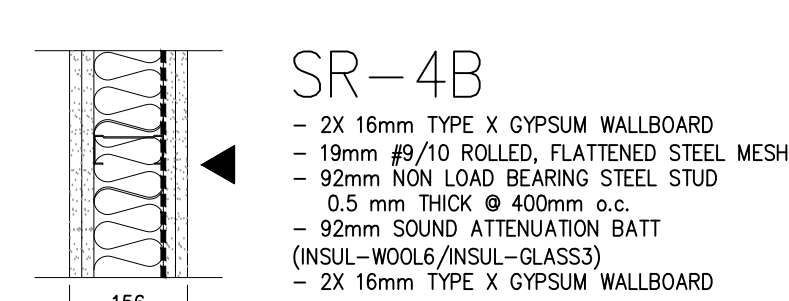 SR-4B
- 2X 16mm TYPE X GYPSUM WALLBOARD
- 19mm #9/10 ROLLED, FLATTENED STEEL MESH
- 92mm NON LOAD BEARING STEEL STUD
0.5 mm THICK @ 400mm o.c.
- 92mm SOUND ATTENUATION BATT
(INSUL-WOOL6/INSUL-GLASS3)
- 2X 16mm TYPE X GYPSUM WALLBOARD
156